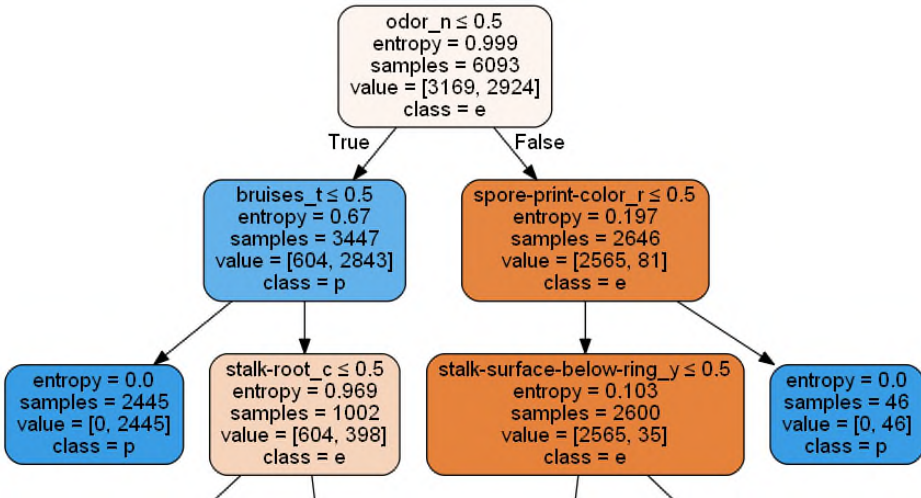 odor_n ≤ 0.5
entropy = 0.999
samples = 6093
value = [3169, 2924]
class = e
True
False
bruises_t ≤ 0.5
entropy = 0.67
samples = 3447
value = [604, 2843]
class = p
spore-print-color_r ≤ 0.5
entropy = 0.197
samples = 2646
value = [2565, 81]
class = e
entropy = 0.0
samples = 2445
value = [0, 2445]
class = p
stalk-root_c ≤ 0.5
entropy = 0.969
samples = 1002
value = [604, 398]
class = e
stalk-surface-below-ring_y ≤ 0.5
entropy = 0.103
samples = 2600
value = [2565, 35]
class = e
entropy = 0.0
samples = 46
value = [0, 46]
class = p